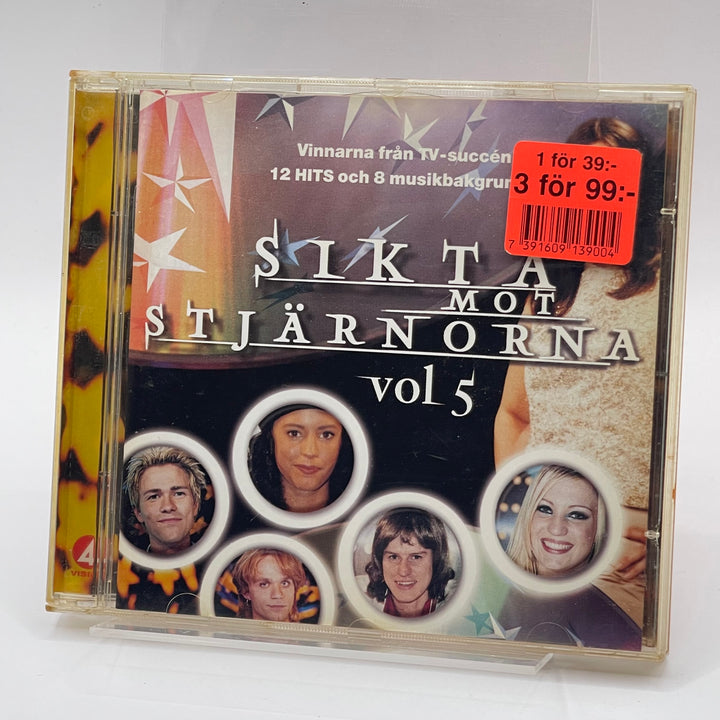 Vinnarna från TV-succén
12 HITS och 8 musikbakgrun
1 för 39:-
3 för 99:-
7 391609 139004
SIKTA
MOT
STJÄRNORNA
vol 5
4